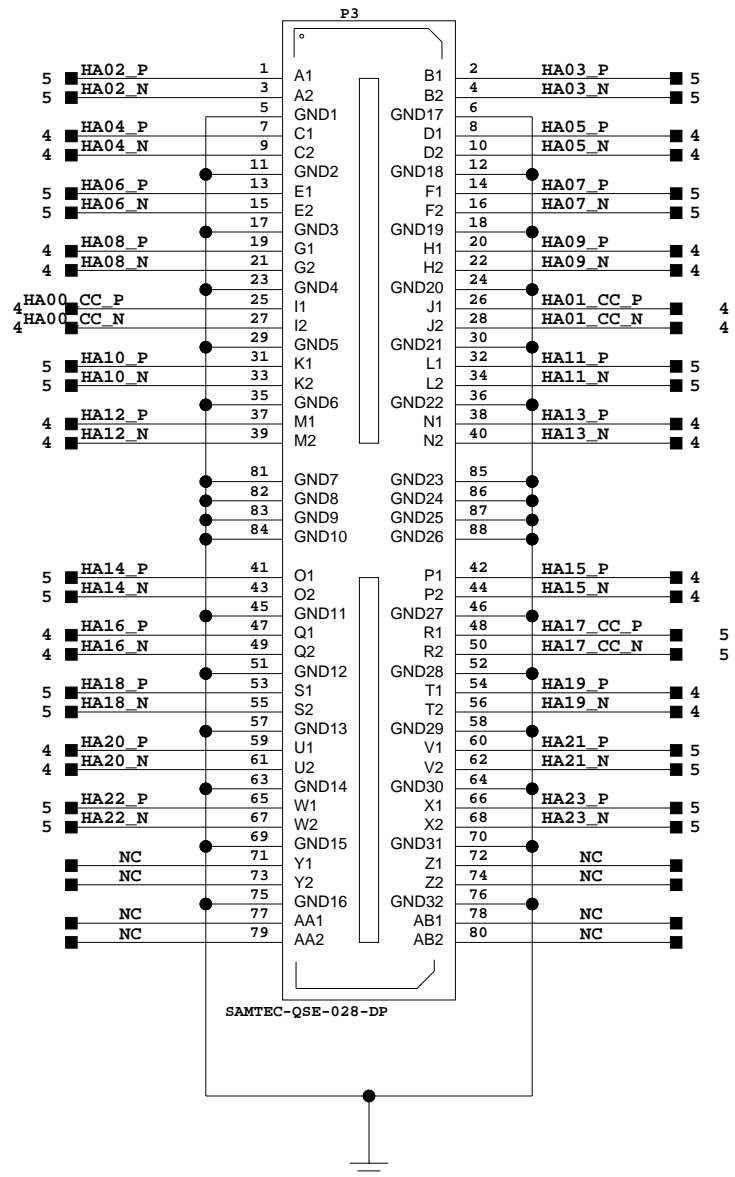 P3
5 HA02_P 1 A1 B1 2 HA03_P 5
5 HA02_N 3 A2 B2 4 HA03_N 5
5 GND1 GND17 6
4 HA04_P 7 C1 D1 8 HA05_P 4
4 HA04_N 9 C2 D2 10 HA05_N 4
11 GND2 GND18 12
5 HA06_P 13 E1 F1 14 HA07_P 5
5 HA06_N 15 E2 F2 16 HA07_N 5
17 GND3 GND19 18
4 HA08_P 19 G1 H1 20 HA09_P 4
4 HA08_N 21 G2 H2 22 HA09_N 4
23 GND4 GND20 24
4 HA00_CC_P 25 I1 J1 26 HA01_CC_P 4
4 HA00_CC_N 27 I2 J2 28 HA01_CC_N 4
29 GND5 GND21 30
5 HA10_P 31 K1 L1 32 HA11_P 5
5 HA10_N 33 K2 L2 34 HA11_N 5
35 GND6 GND22 36
4 HA12_P 37 M1 N1 38 HA13_P 4
4 HA12_N 39 M2 N2 40 HA13_N 4
81 GND7 GND23 85
82 GND8 GND24 86
83 GND9 GND25 87
84 GND10 GND26 88
5 HA14_P 41 O1 P1 42 HA15_P 4
5 HA14_N 43 O2 P2 44 HA15_N 4
45 GND11 GND27 46
4 HA16_P 47 Q1 R1 48 HA17_CC_P 5
4 HA16_N 49 Q2 R2 50 HA17_CC_N 5
51 GND12 GND28 52
5 HA18_P 53 S1 T1 54 HA19_P 4
5 HA18_N 55 S2 T2 56 HA19_N 4
57 GND13 GND29 58
4 HA20_P 59 U1 V1 60 HA21_P 5
4 HA20_N 61 U2 V2 62 HA21_N 5
63 GND14 GND30 64
5 HA22_P 65 W1 X1 66 HA23_P 5
5 HA22_N 67 W2 X2 68 HA23_N 5
69 GND15 GND31 70
NC 71 Y1 Z1 72 NC
NC 73 Y2 Z2 74 NC
75 GND16 GND32 76
NC 77 AA1 AB1 78 NC
NC 79 AA2 AB2 80 NC
SAMTEC-QSE-028-DP